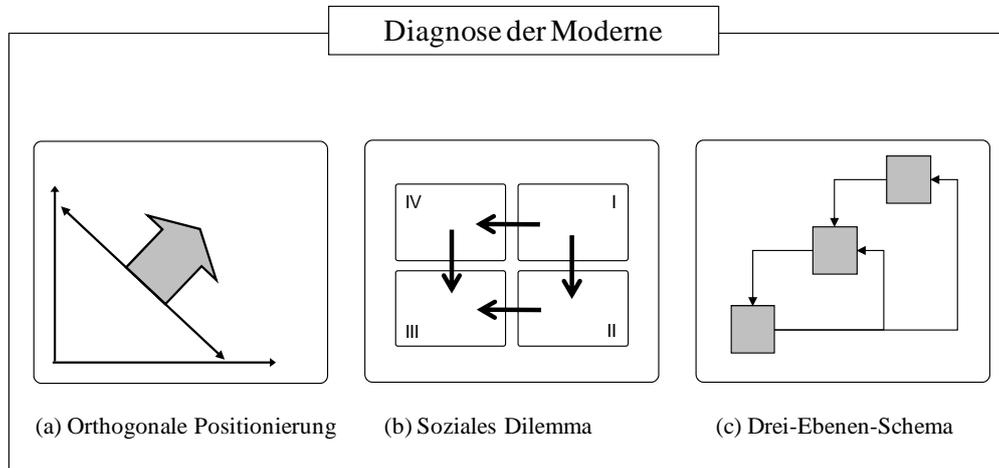 Diagnose der Moderne
IV
I
III
II
(a) Orthogonale Positionierung
(b) Soziales Dilemma
(c) Drei-Ebenen-Schema